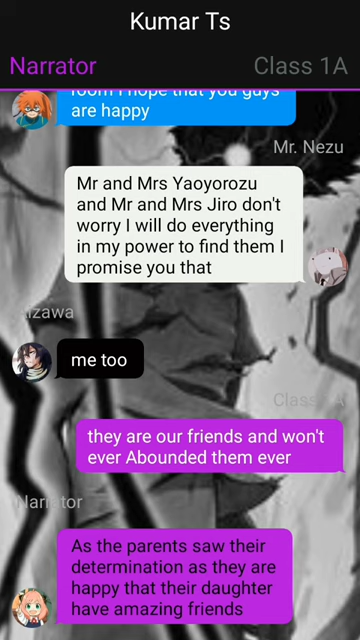 Kumar Ts
Narrator
Class 1A
room I hope that you guys
are happy
Mr. Nezu
Mr and Mrs Yaoyorozu
and Mr and Mrs Jiro don't
worry I will do everything
in my power to find them I
promise you that
Aizawa
me too
Class 1A
they are our friends and won't
ever Abounded them ever
Narrator
As the parents saw their
determination as they are
happy that their daughter
have amazing friends